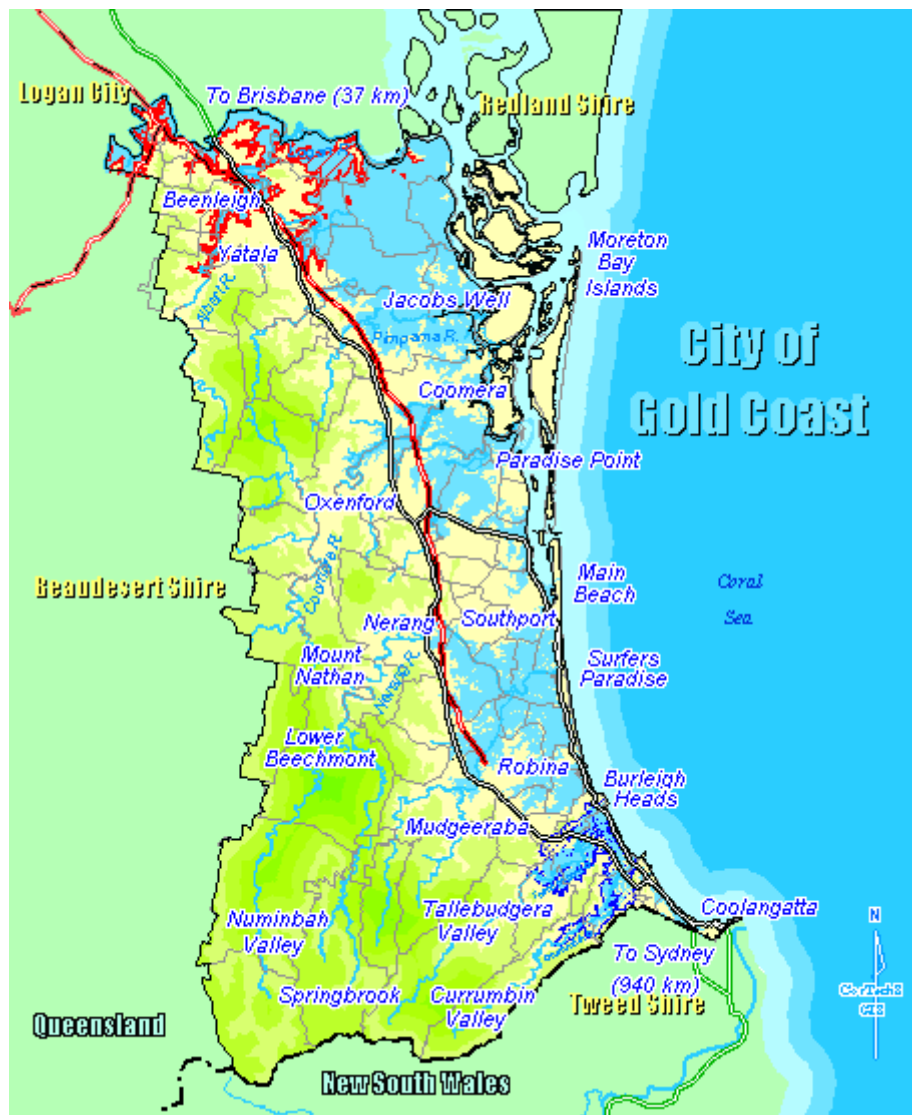 Logan City
To Brisbane (37 km)
Redland Shire
Beenleigh
Yatala
Moreton
Bay
Islands
Albert R.
Jacobs Well
Pimpama R.
City of
Gold Coast
Coomera
Paradise Point
Oxenford
Coomera R.
Beaudesert Shire
Main
Beach
Coral
Sea
Nerang
Southport
Mount
Nathan
Nerang R.
Surfers
Paradise
Lower
Beechmont
Robina
Burleigh
Heads
Mudgeeraba
Numinbah
Valley
Tallebudgera
Valley
Coolangatta
N
To Sydney
(940 km)
Springbrook
Currumbin
Valley
Tweed Shire
Queensland
New South Wales